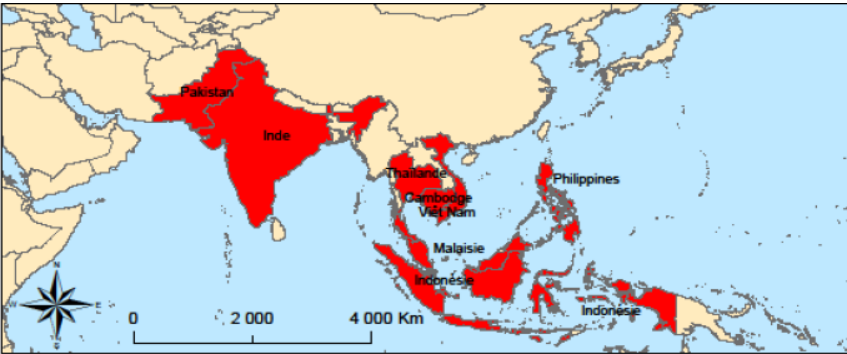 Pakistan
Inde
Thaïlande
Cambodge
Viêt Nam
Philippines
Malaisie
Indonésie
Indonésie
N
E
0 2 000 4 000 Km